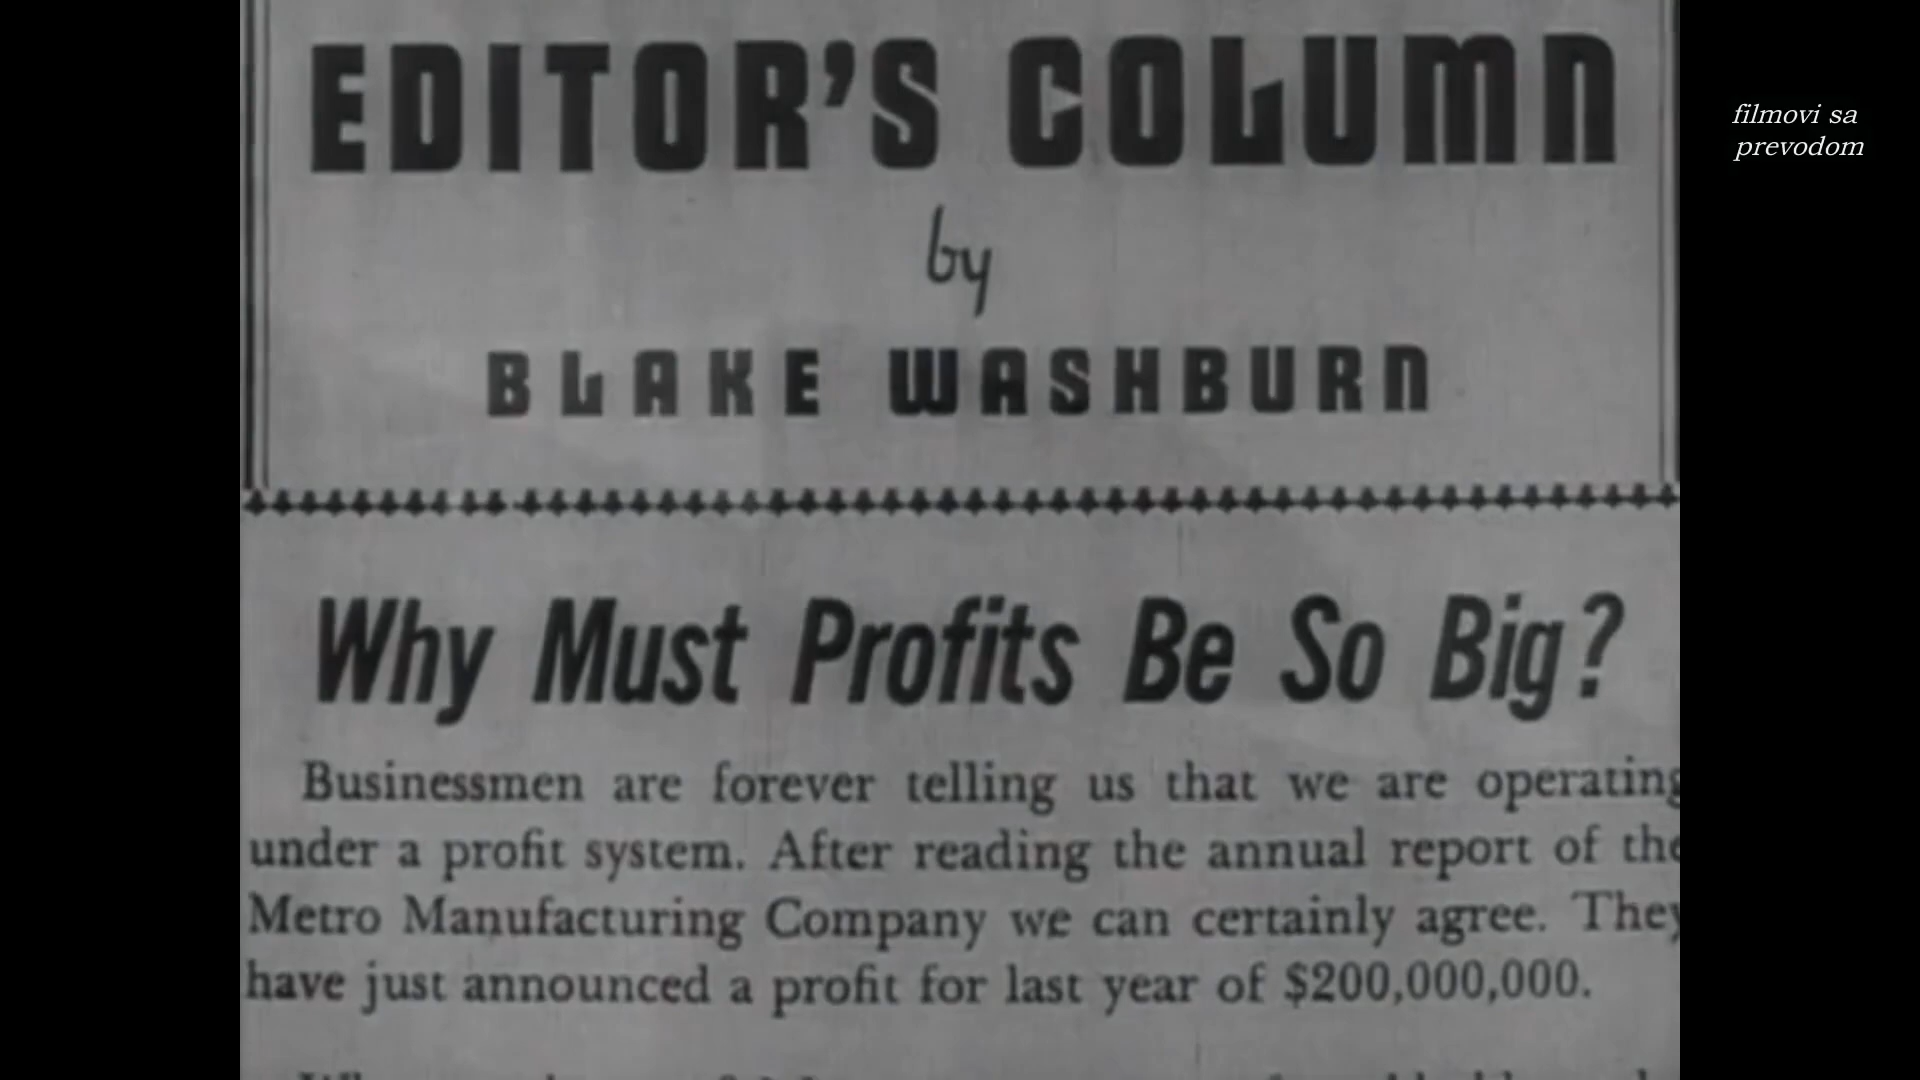 EDITOR'S COLUMN
by
BLAKE WASHBURN
Why Must Profits Be So Big?
Businessmen are forever telling us that we are operating
under a profit system. After reading the annual report of the
Metro Manufacturing Company we can certainly agree. They
have just announced a profit for last year of $200,000,000.
filmovi sa
prevodom